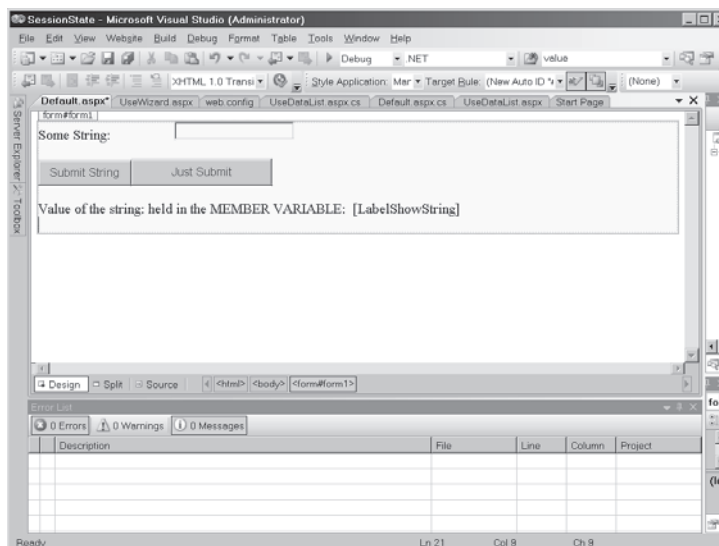 SessionState - Microsoft Visual Studio (Administrator)
File Edit View Website Build Debug Format Table Tools Window Help
Debug .NET value
XHTML 1.0 Transi Style Application: Mar Target Rule: (New Auto ID (None)
Default.aspx* UseWizard.aspx web.config UseDataList.aspx.cs Default.aspx.cs UseDataList.aspx Start Page
Server Explorer Toolbox
form#form1
Some String:
Submit String Just Submit
Value of the string; held in the MEMBER VARIABLE: [LabelShowString]
Design Split Source <html> <body> <form#form1>
Error List
0 Errors 0 Warnings 0 Messages
Description File Line Column Project
Ready Ln 21 Col 9 Ch 9